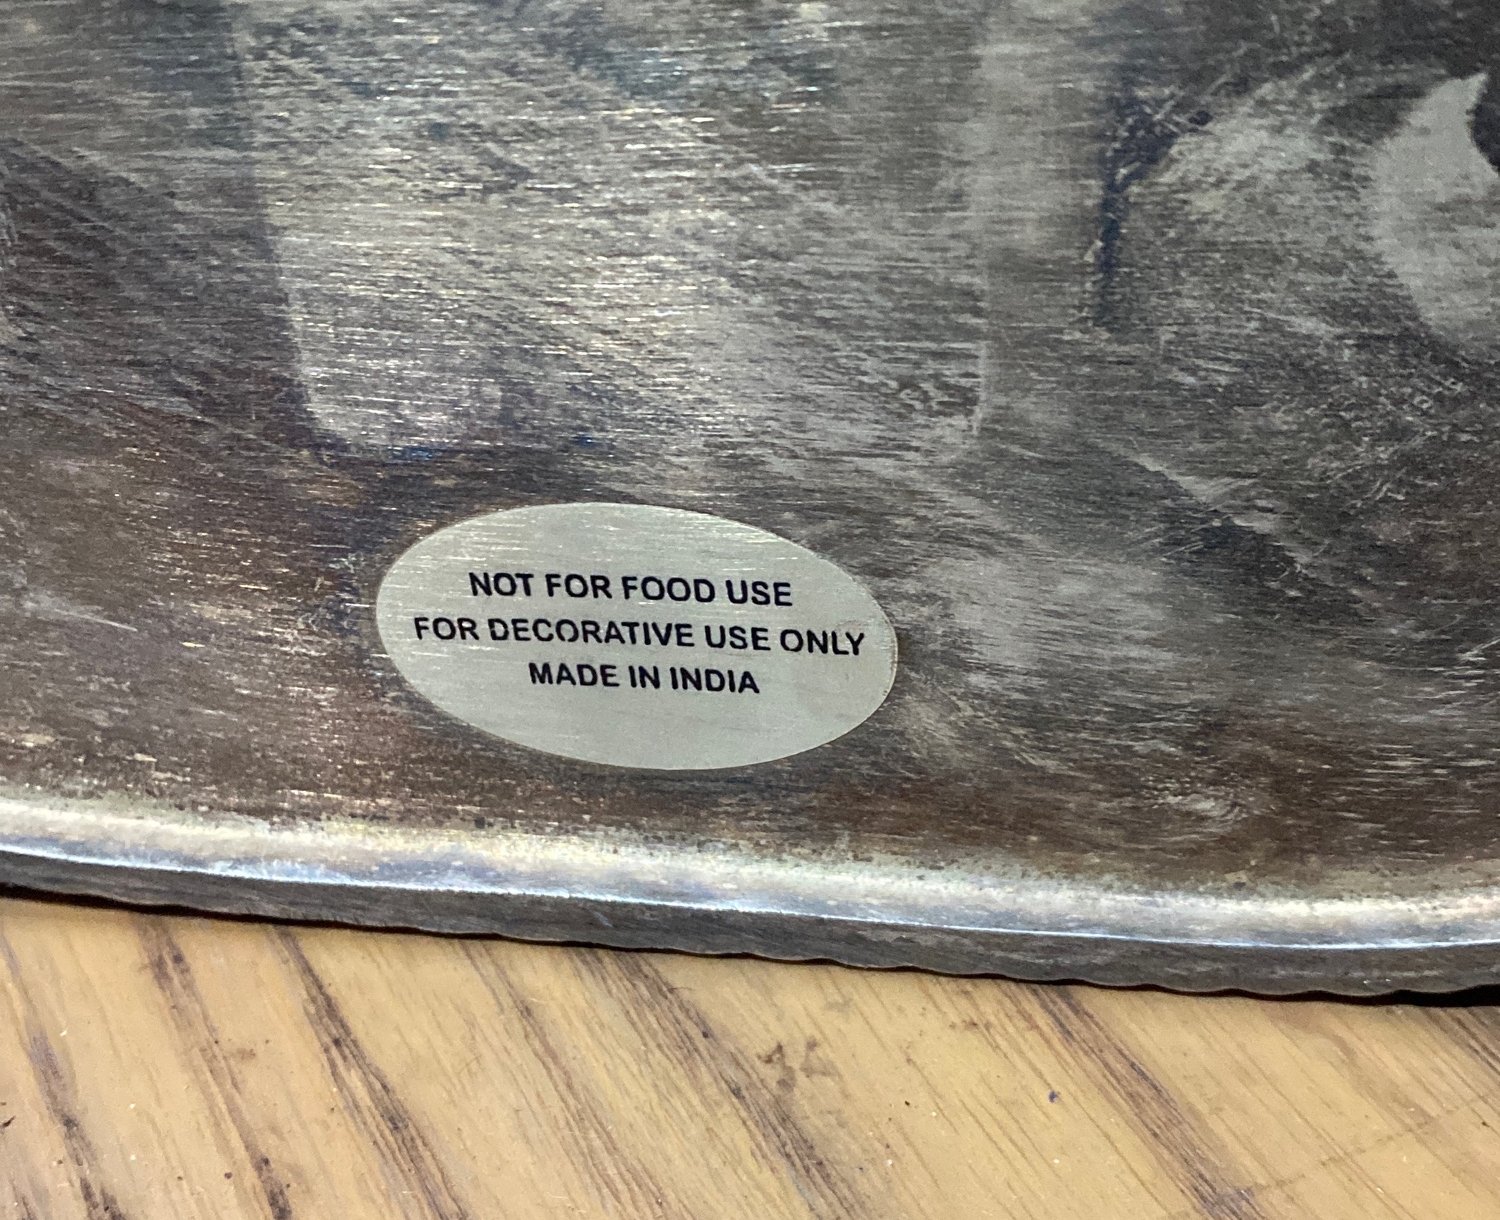 NOT FOR FOOD USE
FOR DECORATIVE USE ONLY
MADE IN INDIA